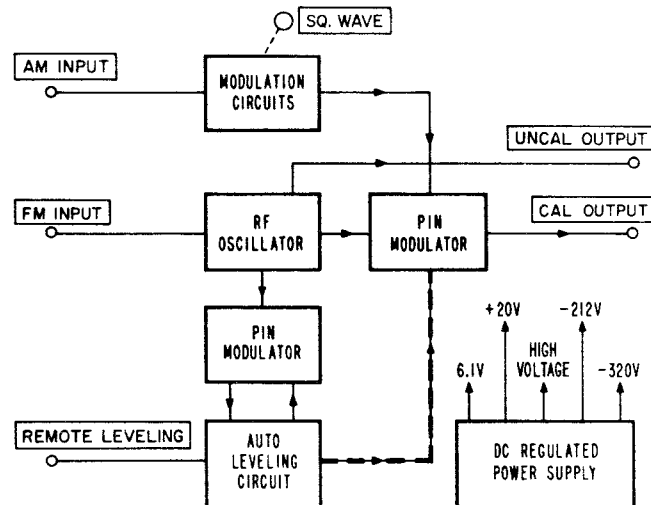 SQ. WAVE
AM INPUT
MODULATION
CIRCUITS
UNCAL OUTPUT
FM INPUT
RF
OSCILLATOR
PIN
MODULATOR
CAL OUTPUT
PIN
MODULATOR
+20V
-212V
6.1V
HIGH
VOLTAGE
-320V
REMOTE LEVELING
AUTO
LEVELING
CIRCUIT
DC REGULATED
POWER SUPPLY